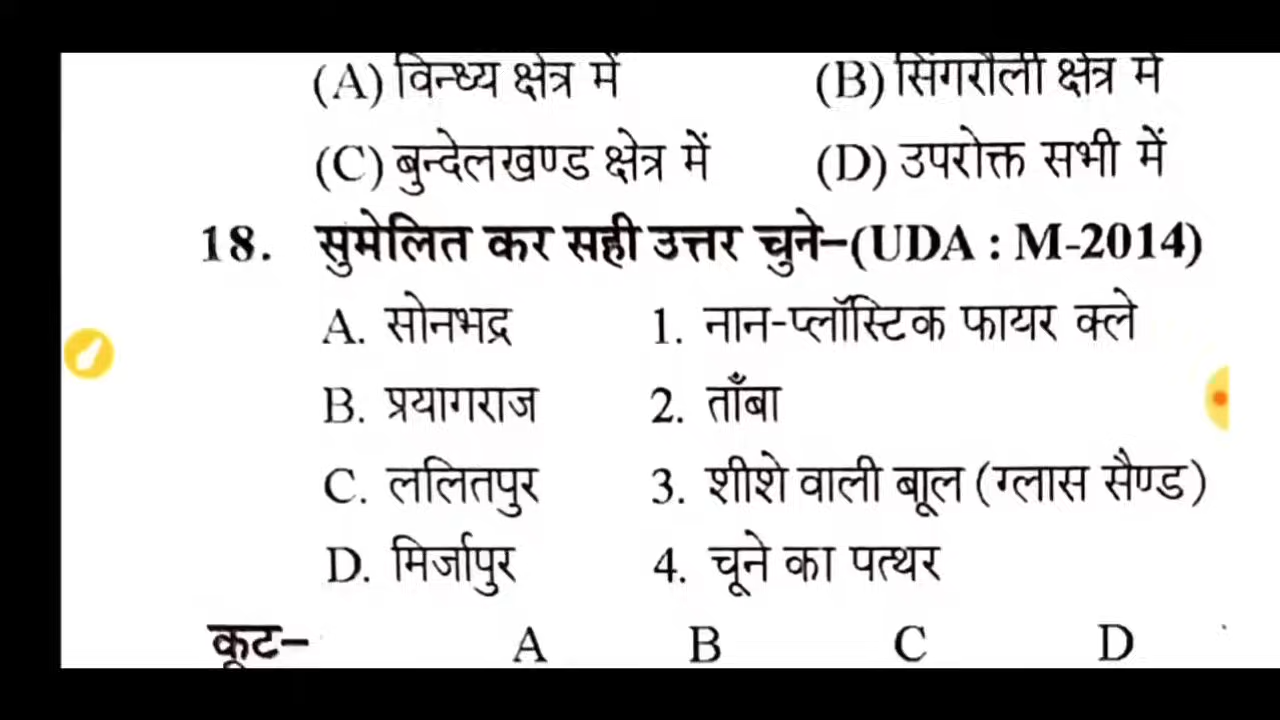 (A) विन्ध्य क्षेत्र में (B) सिंगरौली क्षेत्र में
(C) बुन्देलखण्ड क्षेत्र में (D) उपरोक्त सभी में
18. सुमेलित कर सही उत्तर चुने–(UDA : M-2014)
A. सोनभद्र 1. नान-प्लॉस्टिक फायर क्ले
B. प्रयागराज 2. ताँबा
C. ललितपुर 3. शीशे वाली बाूल (ग्लास सैण्ड)
D. मिर्जापुर 4. चूने का पत्थर
कूट– A B C D